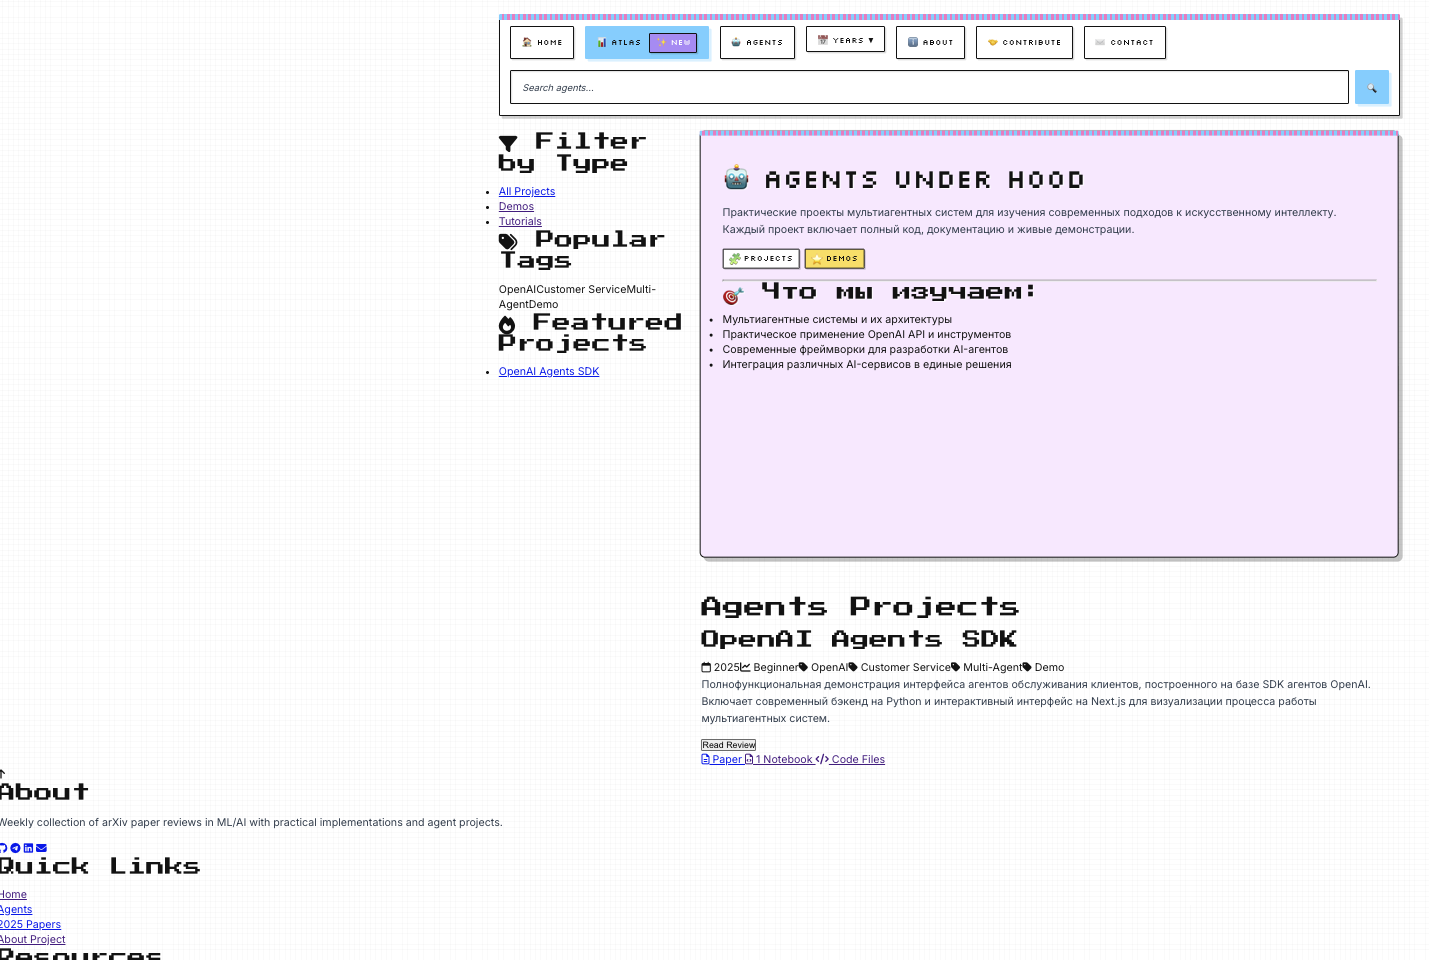 HOME
ATLAS NEW
AGENTS
YEARS ▼
ABOUT
CONTRIBUTE
CONTACT
Search agents...
Filter
by Type
All Projects
Demos
Tutorials
Popular
Tags
OpenAICustomer ServiceMulti-
AgentDemo
Featured
Projects
OpenAI Agents SDK
AGENTS UNDER HOOD
Практические проекты мультиагентных систем для изучения современных подходов к искусственному интеллекту.
Каждый проект включает полный код, документацию и живые демонстрации.
PROJECTS
DEMOS
Что мы изучаем:
Мультиагентные системы и их архитектуры
Практическое применение OpenAI API и инструментов
Современные фреймворки для разработки AI-агентов
Интеграция различных AI-сервисов в единые решения
Agents Projects
OpenAI Agents SDK
2025 Beginner OpenAI Customer Service Multi-Agent Demo
Полнофункциональная демонстрация интерфейса агентов обслуживания клиентов, построенного на базе SDK агентов OpenAI.
Включает современный бэкенд на Python и интерактивный интерфейс на Next.js для визуализации процесса работы
мультиагентных систем.
Read Review
Paper 1 Notebook Code Files
About
Weekly collection of arXiv paper reviews in ML/AI with practical implementations and agent projects.
Quick Links
Home
Agents
2025 Papers
About Project
Resources